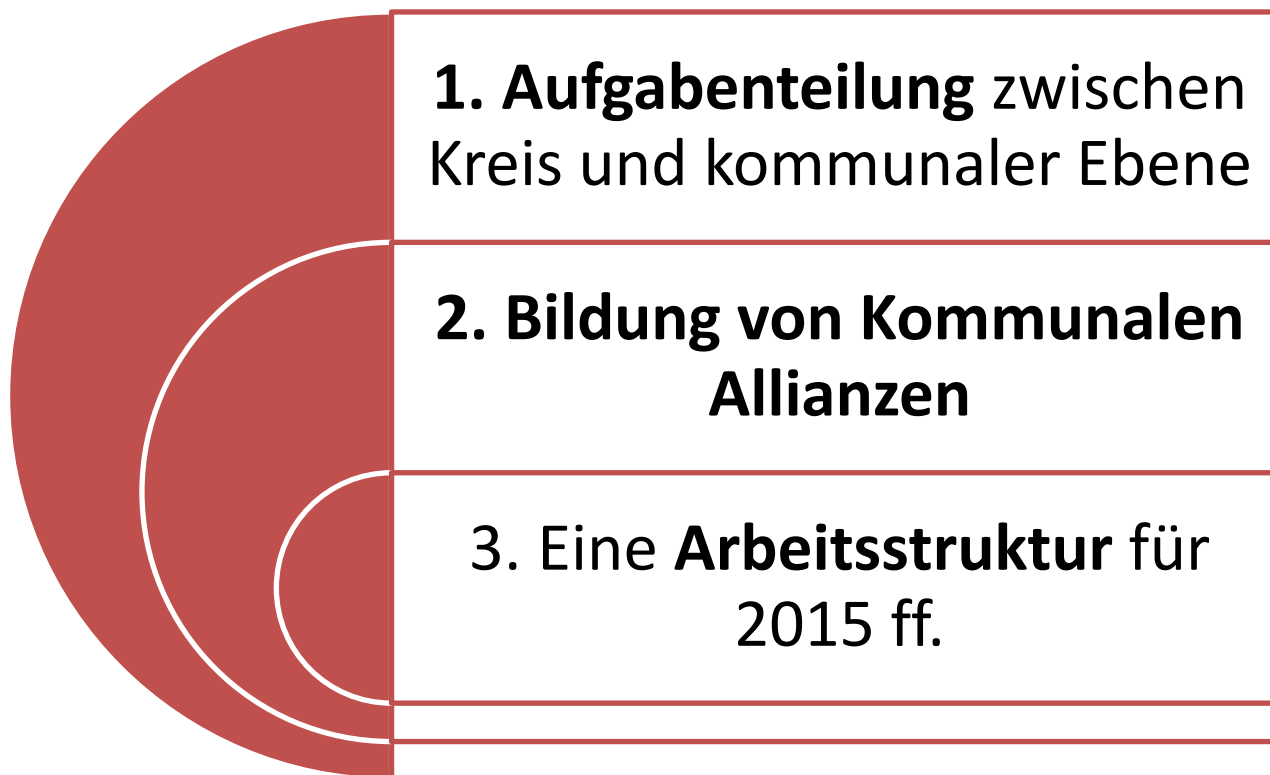 1. Aufgabenteilung zwischen
Kreis und kommunaler Ebene
2. Bildung von Kommunalen
Allianzen
3. Eine Arbeitsstruktur für
2015 ff.